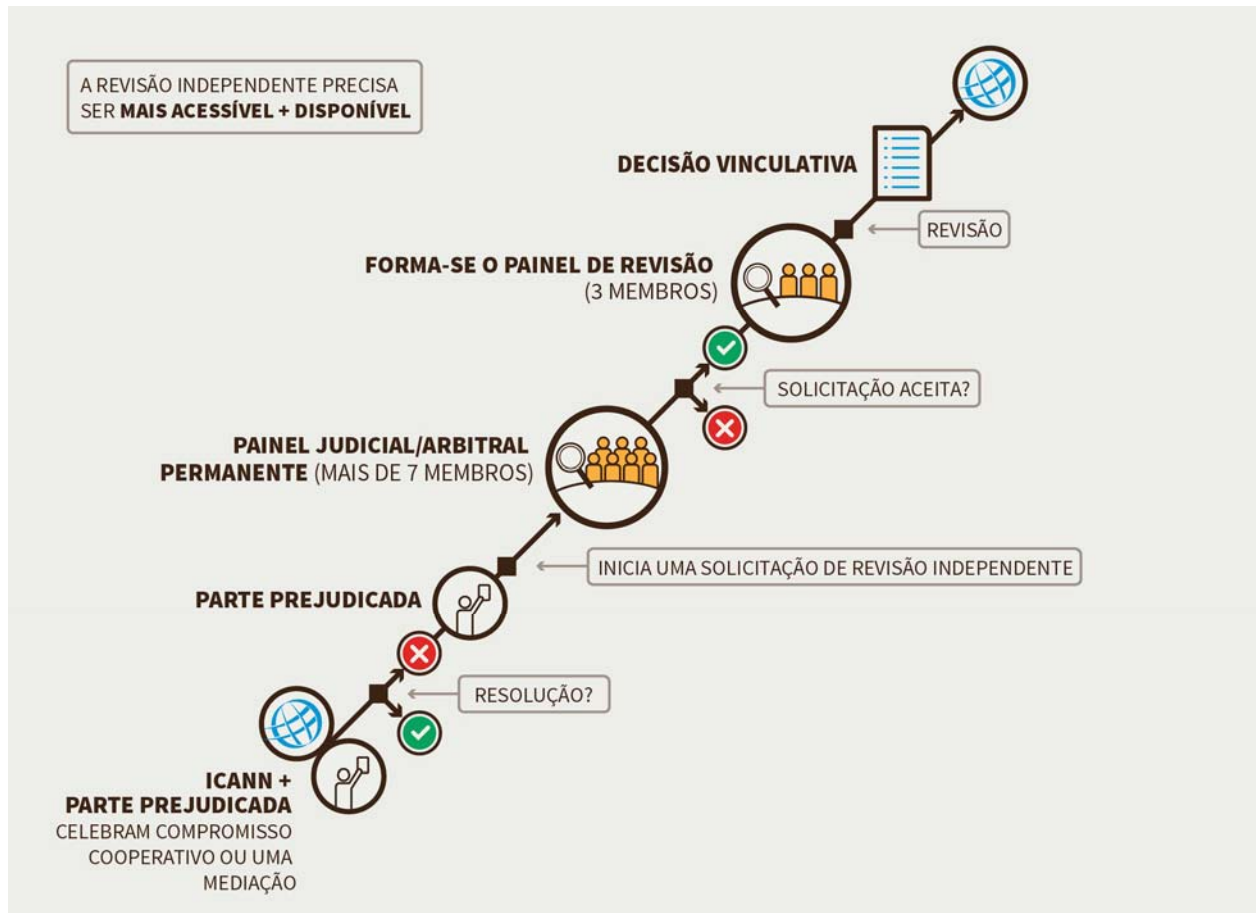 A REVISÃO INDEPENDENTE PRECISA
SER MAIS ACESSÍVEL + DISPONÍVEL
DECISÃO VINCULATIVA
REVISÃO
FORMA-SE O PAINEL DE REVISÃO
(3 MEMBROS)
SOLICITAÇÃO ACEITA?
PAINEL JUDICIAL/ARBITRAL
PERMANENTE (MAIS DE 7 MEMBROS)
INICIA UMA SOLICITAÇÃO DE REVISÃO INDEPENDENTE
PARTE PREJUDICADA
RESOLUÇÃO?
ICANN +
PARTE PREJUDICADA
CELEBRAM COMPROMISSO
COOPERATIVO OU UMA
MEDIAÇÃO